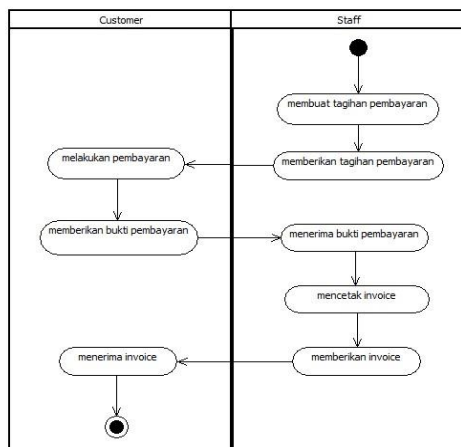 Customer
Staff
membuat tagihan pembayaran
melakukan pembayaran
memberikan tagihan pembayaran
memberikan bukti pembayaran
menerima bukti pembayaran
mencetak invoice
menerima invoice
memberikan invoice